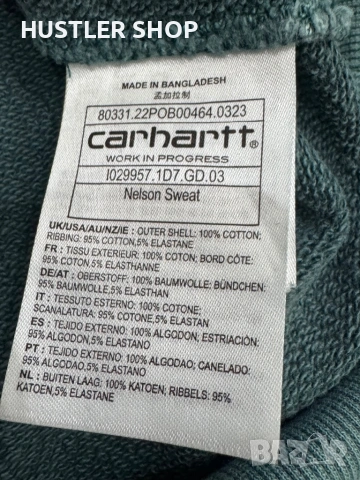 HUSTLER SHOP
MADE IN BANGLADESH
孟加拉制
80331.22POB00464.0323
carhartt®
WORK IN PROGRESS
I029957.1D7.GD.03
Nelson Sweat
UK/USA/AU/NZ/IE : OUTER SHELL: 100% COTTON;
RIBBING: 95% COTTON,5% ELASTANE
FR : TISSU EXTERIEUR: 100% COTON; BORD CÔTE:
95% COTON,5% ELASTHANNE
DE/AT : OBERSTOFF: 100% BAUMWOLLE; BÜNDCHEN:
95% BAUMWOLLE,5% ELASTHAN
IT : TESSUTO ESTERNO: 100% COTONE;
SCANALATURA: 95% COTONE,5% ELASTAN
ES : TEJIDO EXTERIOR: 100% ALGODON; ESTRIACIÓN:
95% ALGODON,5% ELASTANO
PT : TEJIDO EXTERNO: 100% ALGODAO; CANELADO:
95% ALGODAO,5% ELASTANO
NL : BUITEN LAAG: 100% KATOEN; RIBBELS: 95%
KATOEN,5% ELASTANE
Bazar
bg